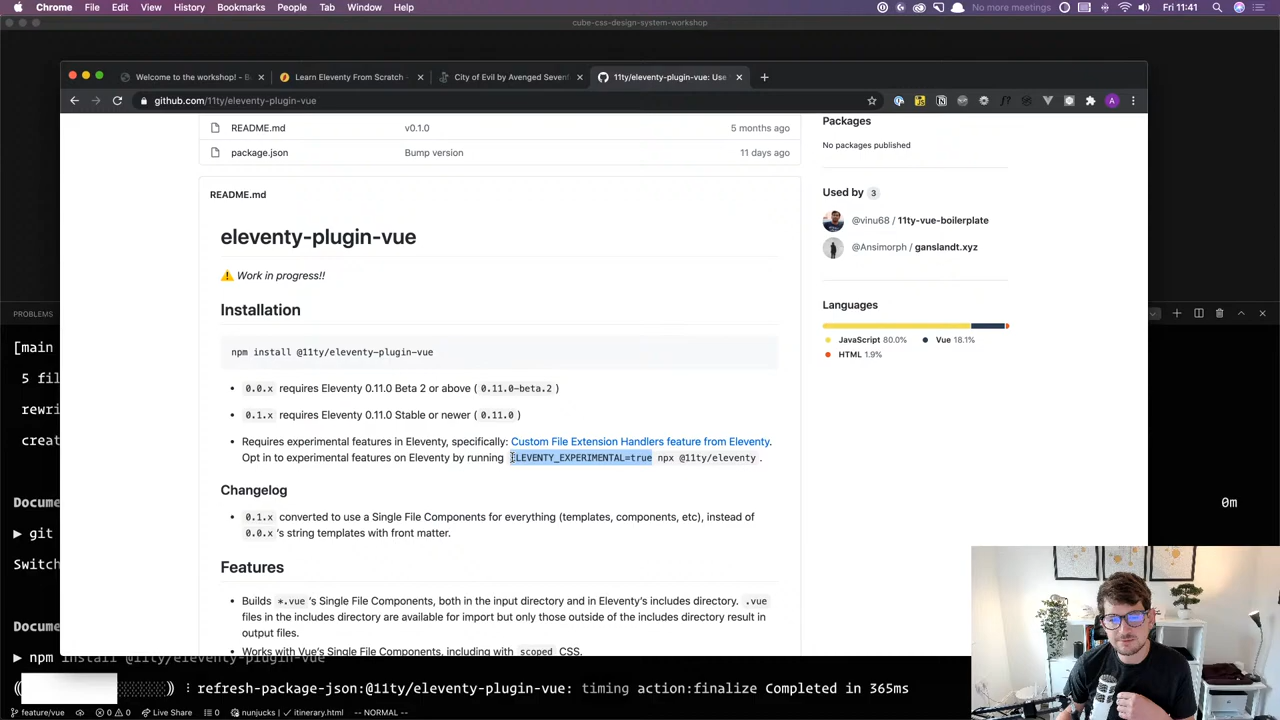 Chrome File Edit View History Bookmarks People Tab Window Help No more meetings Fri 11:41
cube-css-design-system-workshop
Welcome to the workshop! - B
Learn Eleventy From Scratch -
City of Evil by Avenged Seven
11ty/eleventy-plugin-vue: Use
github.com/11ty/eleventy-plugin-vue
README.md v0.1.0 5 months ago
package.json Bump version 11 days ago
README.md
eleventy-plugin-vue
⚠️ Work in progress!!
Installation
npm install @11ty/eleventy-plugin-vue
• 0.0.x requires Eleventy 0.11.0 Beta 2 or above ( 0.11.0-beta.2 )
• 0.1.x requires Eleventy 0.11.0 Stable or newer ( 0.11.0 )
• Requires experimental features in Eleventy, specifically: Custom File Extension Handlers feature from Eleventy.
Opt in to experimental features on Eleventy by running ELEVENTY_EXPERIMENTAL=true npx @11ty/eleventy .
Changelog
• 0.1.x converted to use a Single File Components for everything (templates, components, etc), instead of
0.0.x 's string templates with front matter.
Features
• Builds *.vue 's Single File Components, both in the input directory and in Eleventy's includes directory. .vue
files in the includes directory are available for import but only those outside of the includes directory result in
output files.
• Works with Vue's Single File Components, including with scoped CSS.
Packages
No packages published
Used by 3
@vinu68 / 11ty-vue-boilerplate
@Ansimorph / ganslandt.xyz
Languages
JavaScript 80.0% Vue 18.1%
HTML 1.9%
PROBLEMS
[main
5 fil
rewri
creat
Docume
0m
▶ git
Switch
Docume
▶ npm install @11ty/eleventy-plugin-vue
refresh-package-json:@11ty/eleventy-plugin-vue: timing action:finalize Completed in 365ms
feature/vue 0 0 Live Share 0 nunjucks | ✓ itinerary.html -- NORMAL --